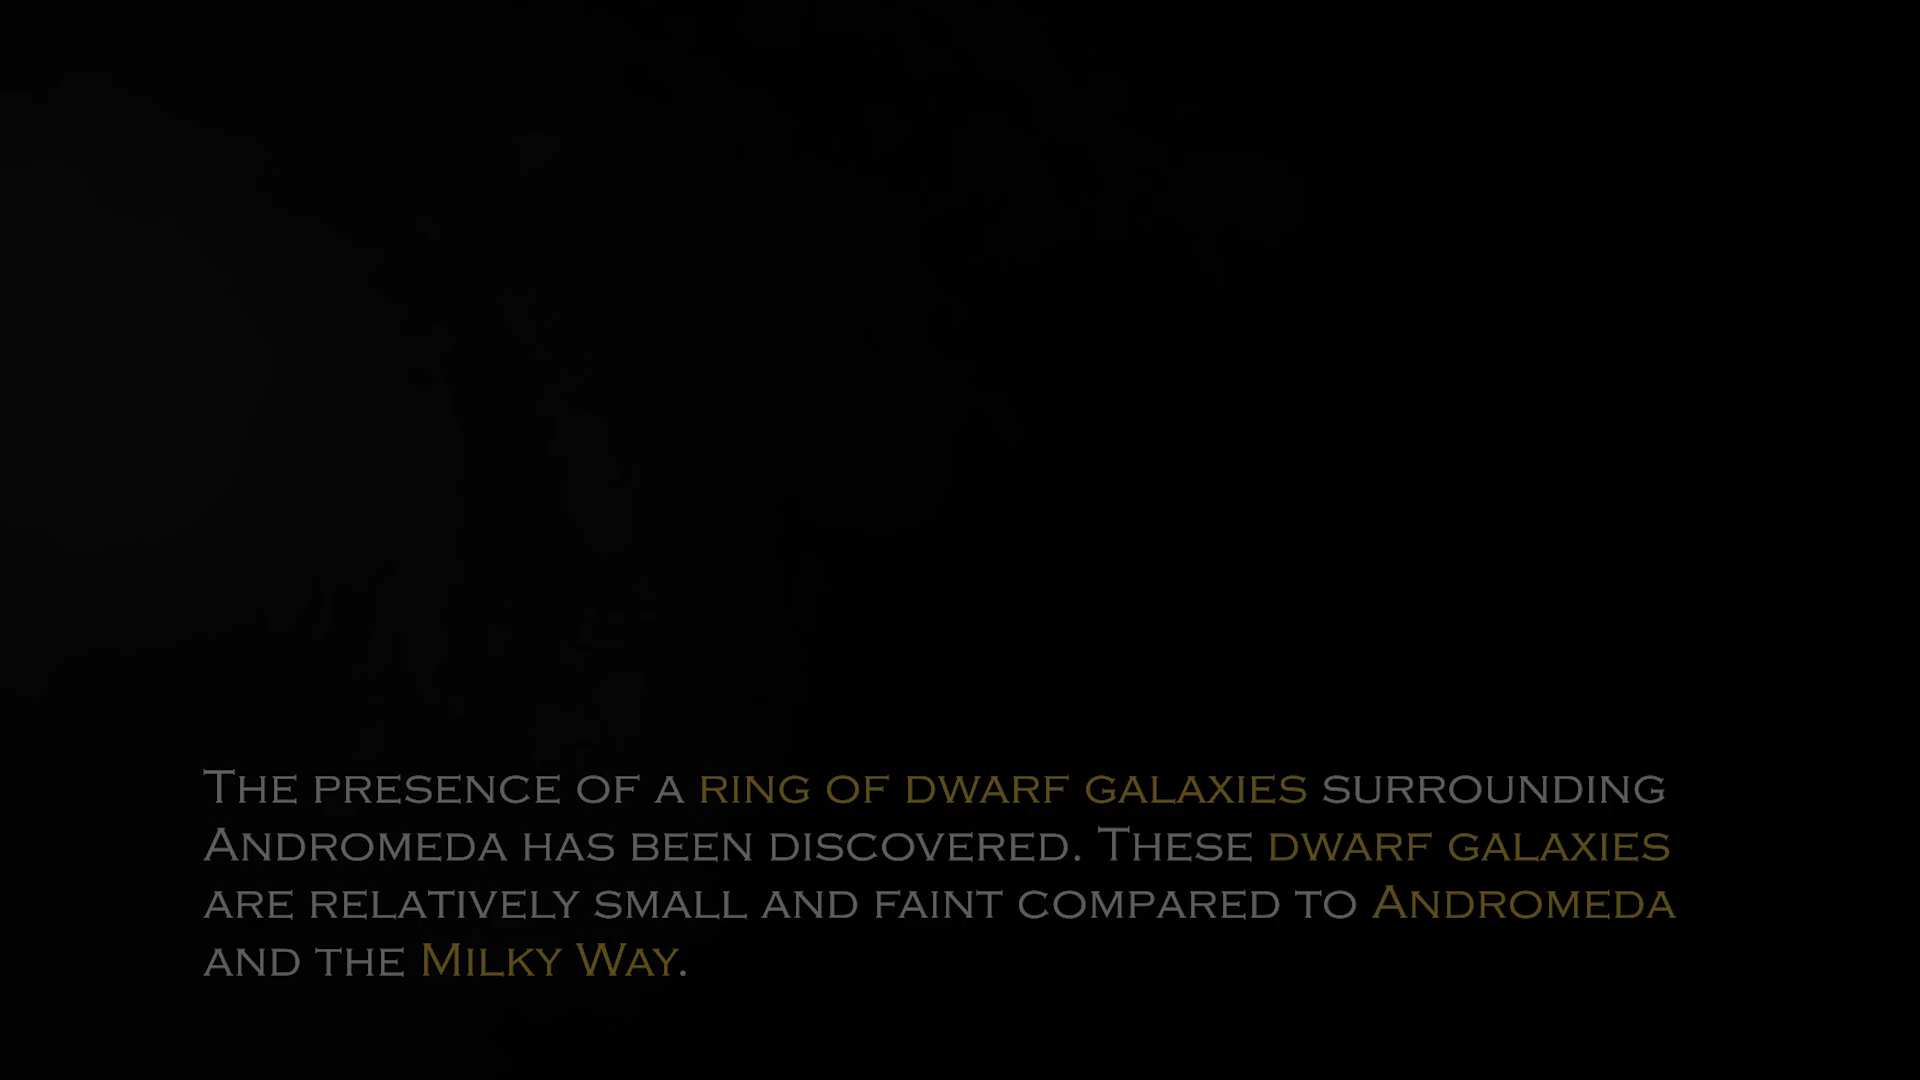 The presence of a ring of dwarf galaxies surrounding
Andromeda has been discovered. These dwarf galaxies
are relatively small and faint compared to Andromeda
and the Milky Way.